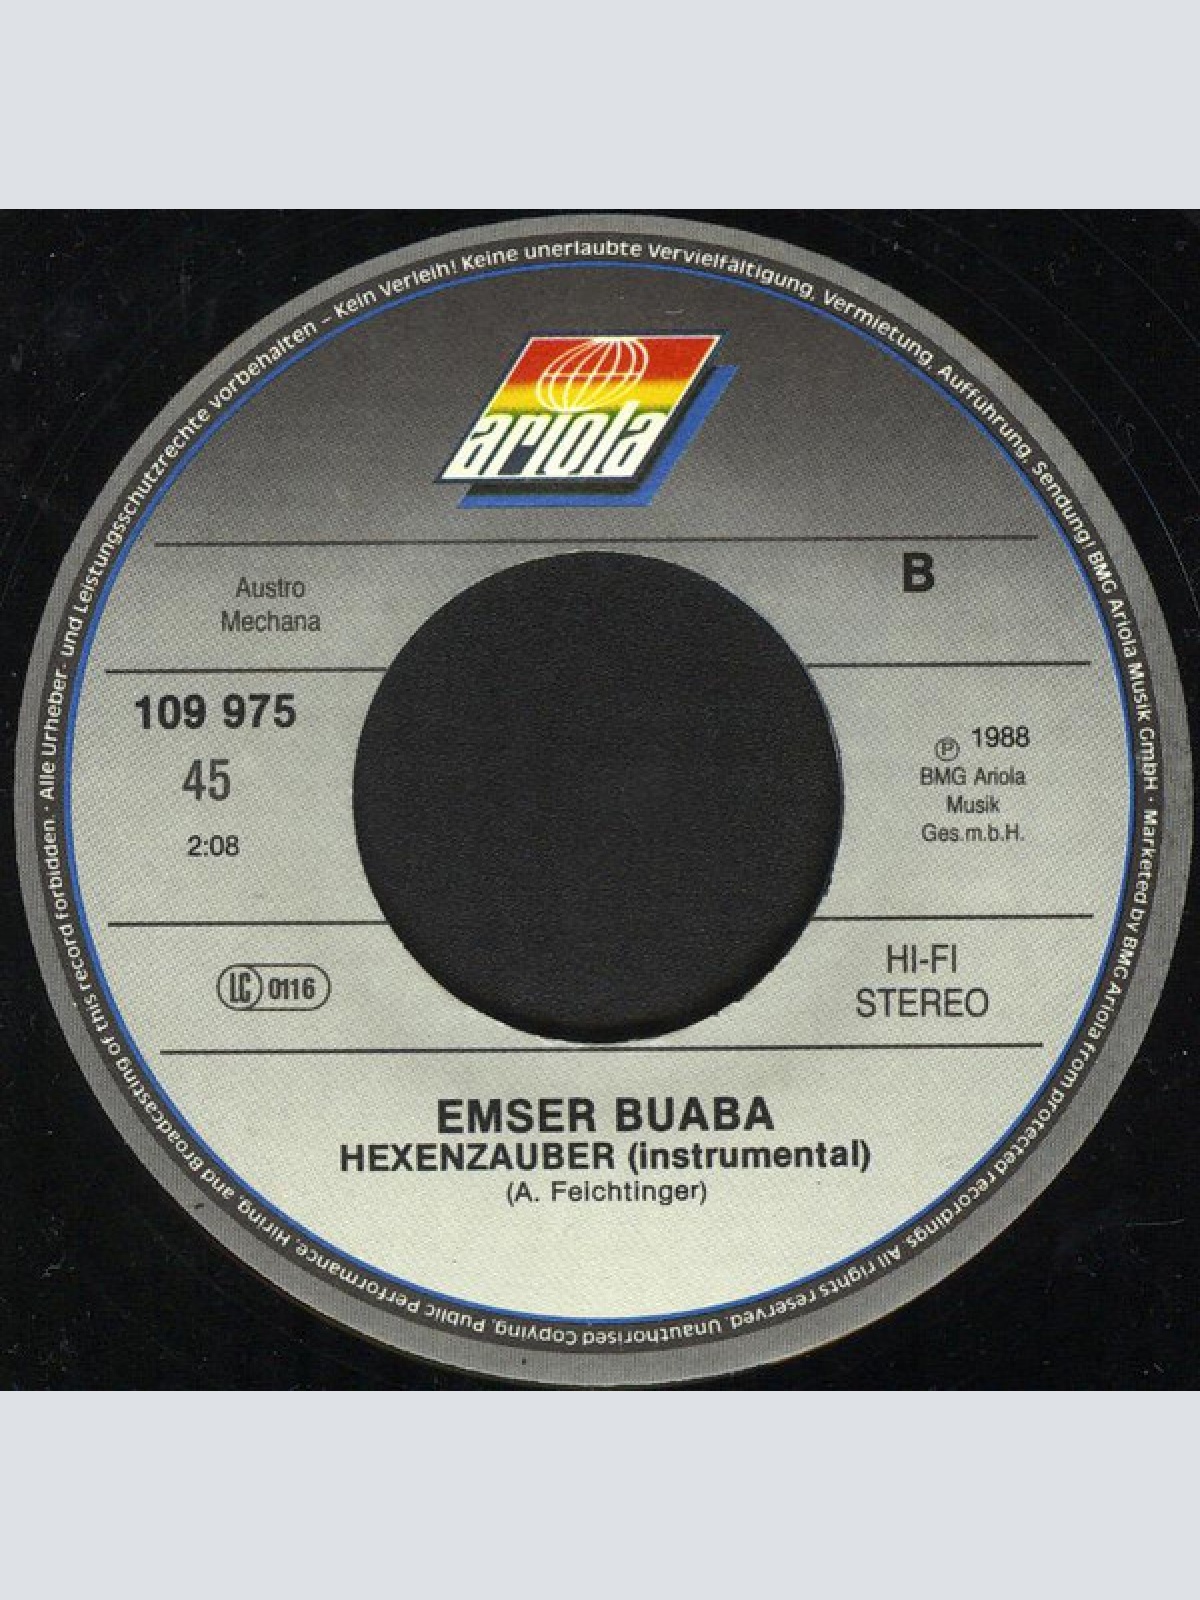 Alle Urheber- und Leistungsschutzrechte vorbehalten – Kein Verleih! Keine unerlaubte Vervielfältigung, Vermietung, Aufführung, Sendung! BMG Ariola Musik GmbH · Marketed by BMG Ariola from protected recordings. All rights reserved. Unauthorised Copying, Public Performance, Hiring, and Broadcasting of this record forbidden. ·
ariola
Austro
Mechana
B
109 975
45
2:08
℗ 1988
BMG Ariola
Musik
Ges.m.b.H.
LC 0116
HI-FI
STEREO
EMSER BUABA
HEXENZAUBER (instrumental)
(A. Feichtinger)